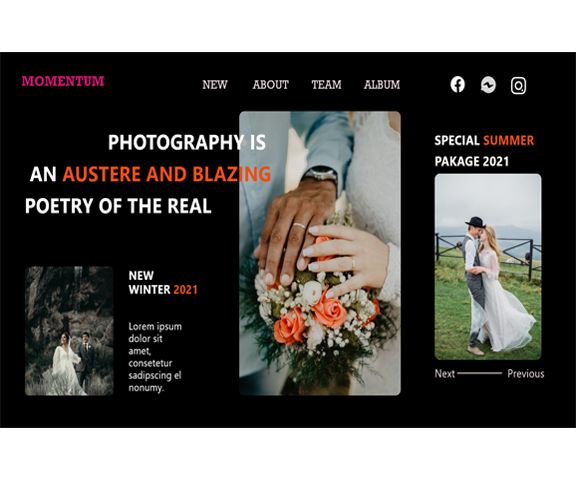 MOMENTUM
NEW ABOUT TEAM ALBUM
PHOTOGRAPHY IS
AN AUSTERE AND BLAZING
POETRY OF THE REAL
NEW
WINTER 2021
Lorem ipsum
dolor sit
amet,
consetetur
sadipscing el
nonumy.
SPECIAL SUMMER
PAKAGE 2021
Next Previous